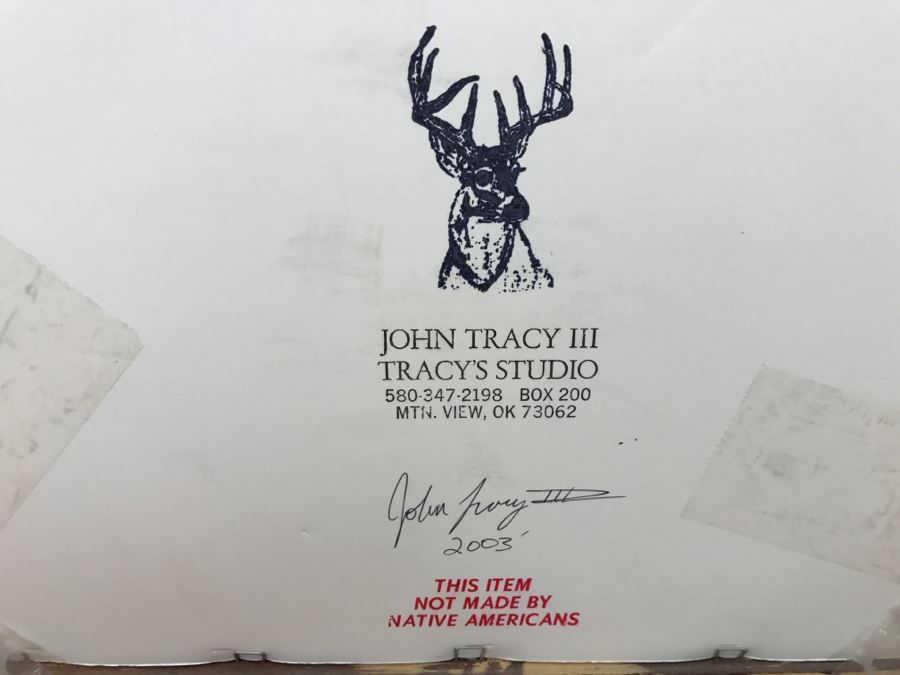 JOHN TRACY III
TRACY'S STUDIO
580-347-2198 BOX 200
MTN. VIEW, OK 73062
John Tracy III
2003'
THIS ITEM
NOT MADE BY
NATIVE AMERICANS